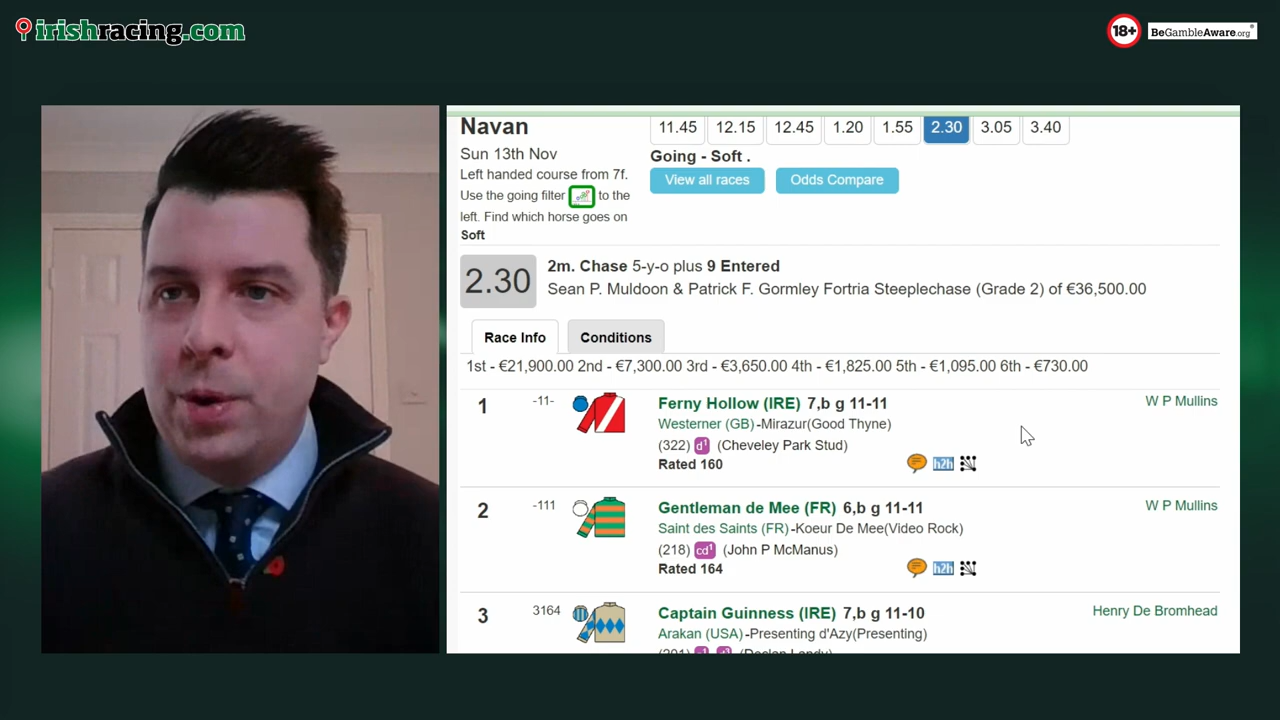 irishracing.com
18+
BeGambleAware.org®
Navan
Sun 13th Nov
Left handed course from 7f.
Use the going filter to the
left. Find which horse goes on
Soft
11.45 12.15 12.45 1.20 1.55 2.30 3.05 3.40
Going - Soft .
View all races Odds Compare
2.30
2m. Chase 5-y-o plus 9 Entered
Sean P. Muldoon & Patrick F. Gormley Fortria Steeplechase (Grade 2) of €36,500.00
Race Info Conditions
1st - €21,900.00 2nd - €7,300.00 3rd - €3,650.00 4th - €1,825.00 5th - €1,095.00 6th - €730.00
1 -11- Ferny Hollow (IRE) 7,b g 11-11 W P Mullins
Westerner (GB)-Mirazur(Good Thyne)
(322) d1 (Cheveley Park Stud)
Rated 160
h2h
2 -111 Gentleman de Mee (FR) 6,b g 11-11 W P Mullins
Saint des Saints (FR)-Koeur De Mee(Video Rock)
(218) cd1 (John P McManus)
Rated 164
h2h
3 3164 Captain Guinness (IRE) 7,b g 11-10 Henry De Bromhead
Arakan (USA)-Presenting d'Azy(Presenting)